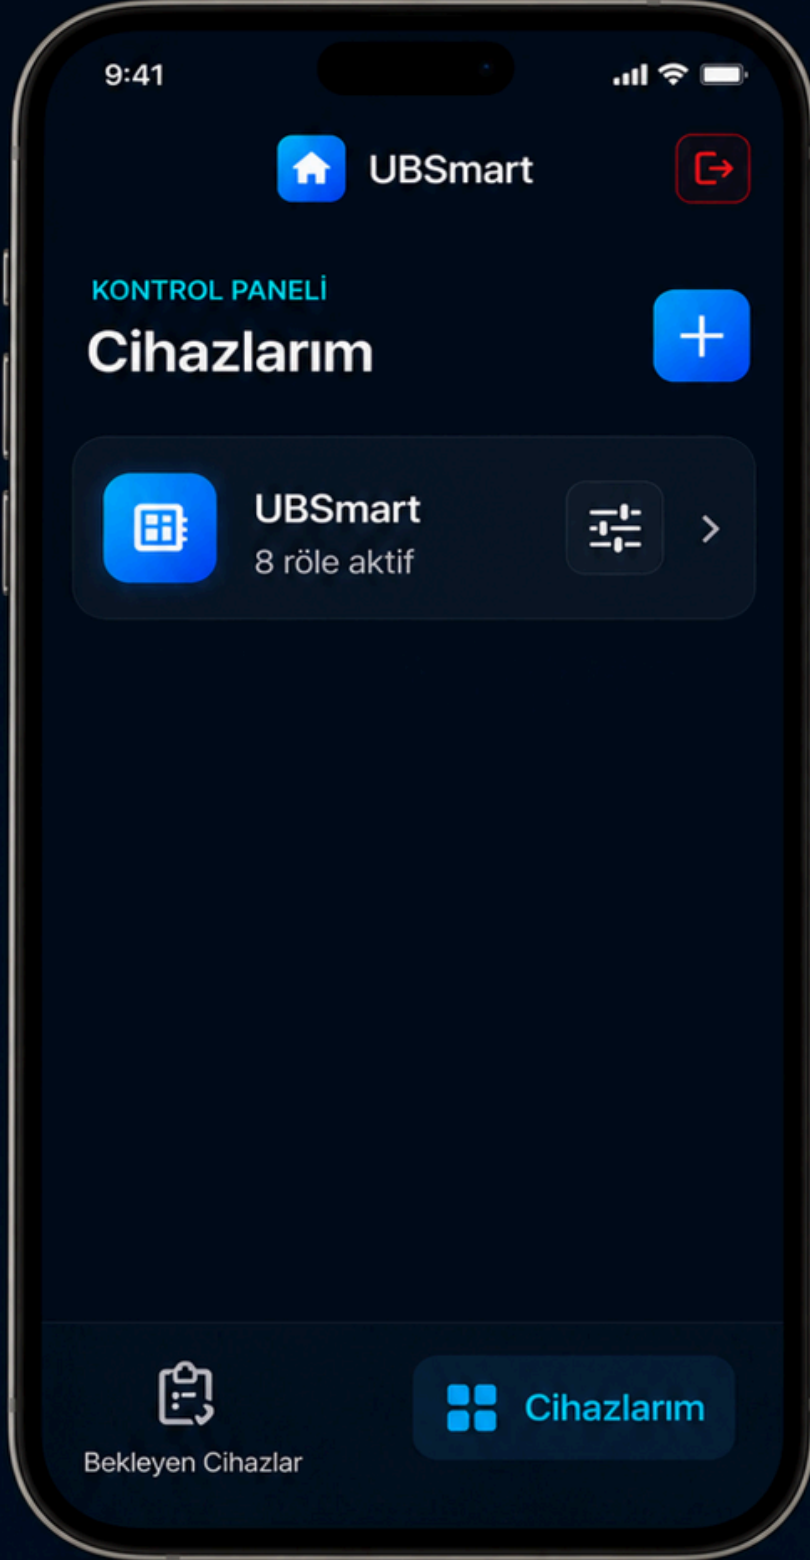 9:41
UBSmart
KONTROL PANELİ
Cihazlarım
UBSmart
8 röle aktif
Bekleyen Cihazlar
Cihazlarım